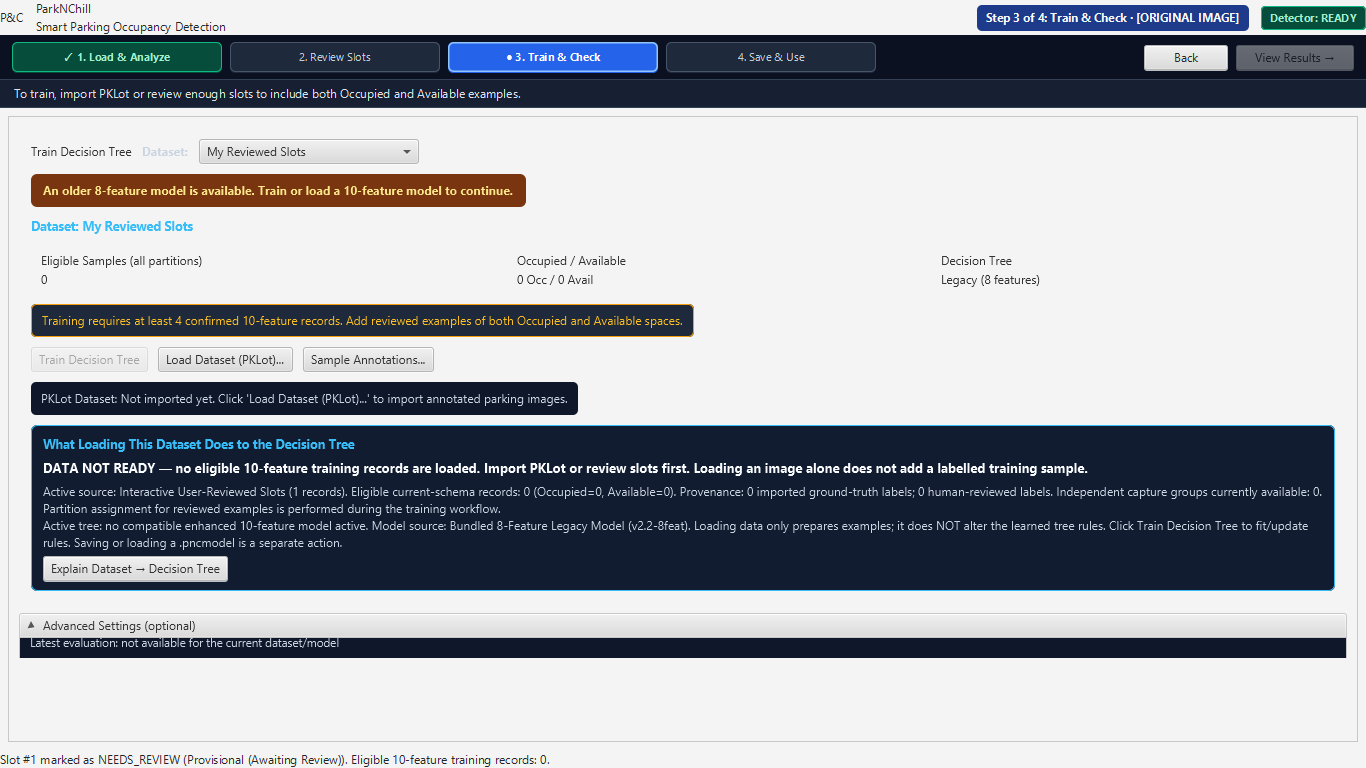 P&C
ParkNChill
Smart Parking Occupancy Detection
Step 3 of 4: Train & Check · [ORIGINAL IMAGE]
Detector: READY
✓ 1. Load & Analyze
2. Review Slots
● 3. Train & Check
4. Save & Use
Back
View Results →
To train, import PKLot or review enough slots to include both Occupied and Available examples.
Train Decision Tree
Dataset:
My Reviewed Slots
An older 8-feature model is available. Train or load a 10-feature model to continue.
Dataset: My Reviewed Slots
Eligible Samples (all partitions)
Occupied / Available
Decision Tree
0
0 Occ / 0 Avail
Legacy (8 features)
Training requires at least 4 confirmed 10-feature records. Add reviewed examples of both Occupied and Available spaces.
Train Decision Tree
Load Dataset (PKLot)...
Sample Annotations...
PKLot Dataset: Not imported yet. Click 'Load Dataset (PKLot)...' to import annotated parking images.
What Loading This Dataset Does to the Decision Tree
DATA NOT READY — no eligible 10-feature training records are loaded. Import PKLot or review slots first. Loading an image alone does not add a labelled training sample.
Active source: Interactive User-Reviewed Slots (1 records). Eligible current-schema records: 0 (Occupied=0, Available=0). Provenance: 0 imported ground-truth labels; 0 human-reviewed labels. Independent capture groups currently available: 0.
Partition assignment for reviewed examples is performed during the training workflow.
Active tree: no compatible enhanced 10-feature model active. Model source: Bundled 8-Feature Legacy Model (v2.2-8feat). Loading data only prepares examples; it does NOT alter the learned tree rules. Click Train Decision Tree to fit/update
rules. Saving or loading a .pncmodel is a separate action.
Explain Dataset → Decision Tree
Advanced Settings (optional)
Latest evaluation: not available for the current dataset/model
Slot #1 marked as NEEDS_REVIEW (Provisional (Awaiting Review)). Eligible 10-feature training records: 0.